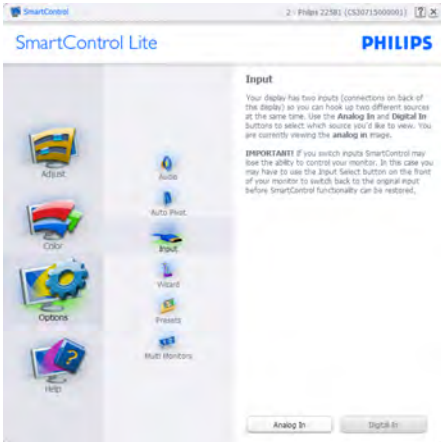 SmartControl
2 - Philips 225B1 (CS30715000001)
SmartControl Lite
PHILIPS
Input
Your display has two inputs (connections on back of
the display) so you can hook up two different sources
at the same time. Use the Analog In and Digital In
buttons to select which source you'd like to view. You
are currently viewing the analog in image.
IMPORTANT! If you switch inputs SmartControl may
lose the ability to control your monitor. In this case you
may have to use the Input Select button on the front
of your monitor to switch back to the original input
before SmartControl functionality can be restored.
Adjust
Color
Options
Help
Audio
Auto Pivot
Input
Wizard
Presets
Multi Monitors
Analog In
Digital In